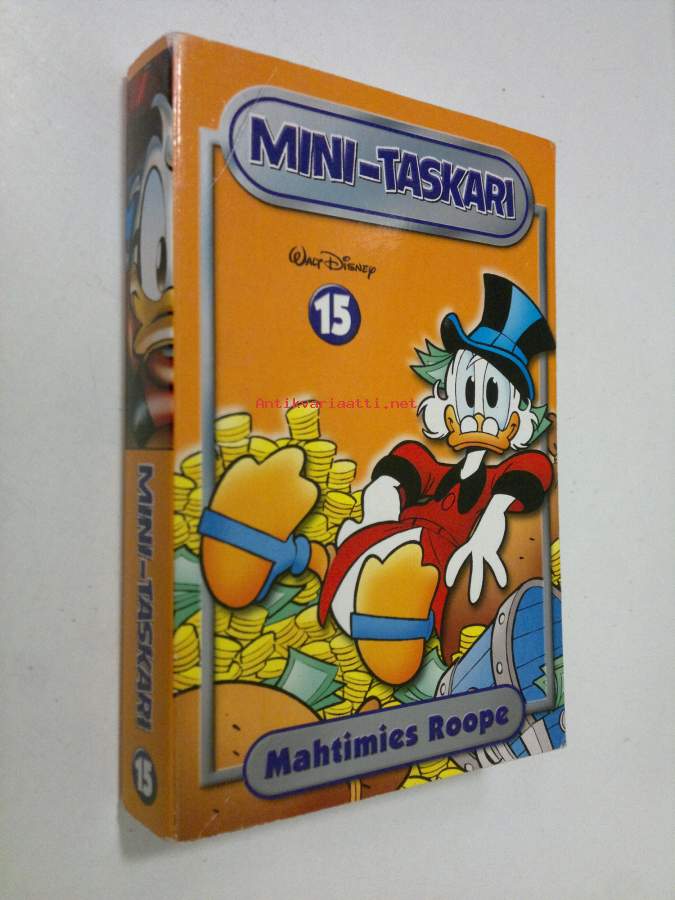 MINI-TASKARI
WALT DISNEY
15
Antikvariaatti.net
Mahtimies Roope
MINI-TASKARI
15